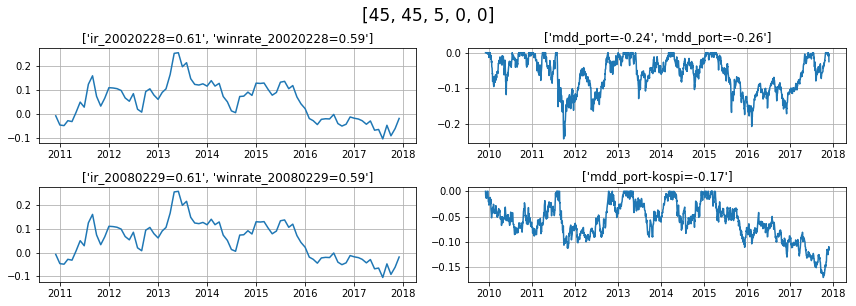 [45, 45, 5, 0, 0]
['ir_20020228=0.61', 'winrate_20020228=0.59']
0.2
0.1
0.0
−0.1
2011 2012 2013 2014 2015 2016 2017 2018
['mdd_port=-0.24', 'mdd_port=-0.26']
0.0
−0.1
−0.2
2010 2011 2012 2013 2014 2015 2016 2017 2018
['ir_20080229=0.61', 'winrate_20080229=0.59']
0.2
0.1
0.0
−0.1
2011 2012 2013 2014 2015 2016 2017 2018
['mdd_port-kospi=-0.17']
0.00
−0.05
−0.10
−0.15
2010 2011 2012 2013 2014 2015 2016 2017 2018